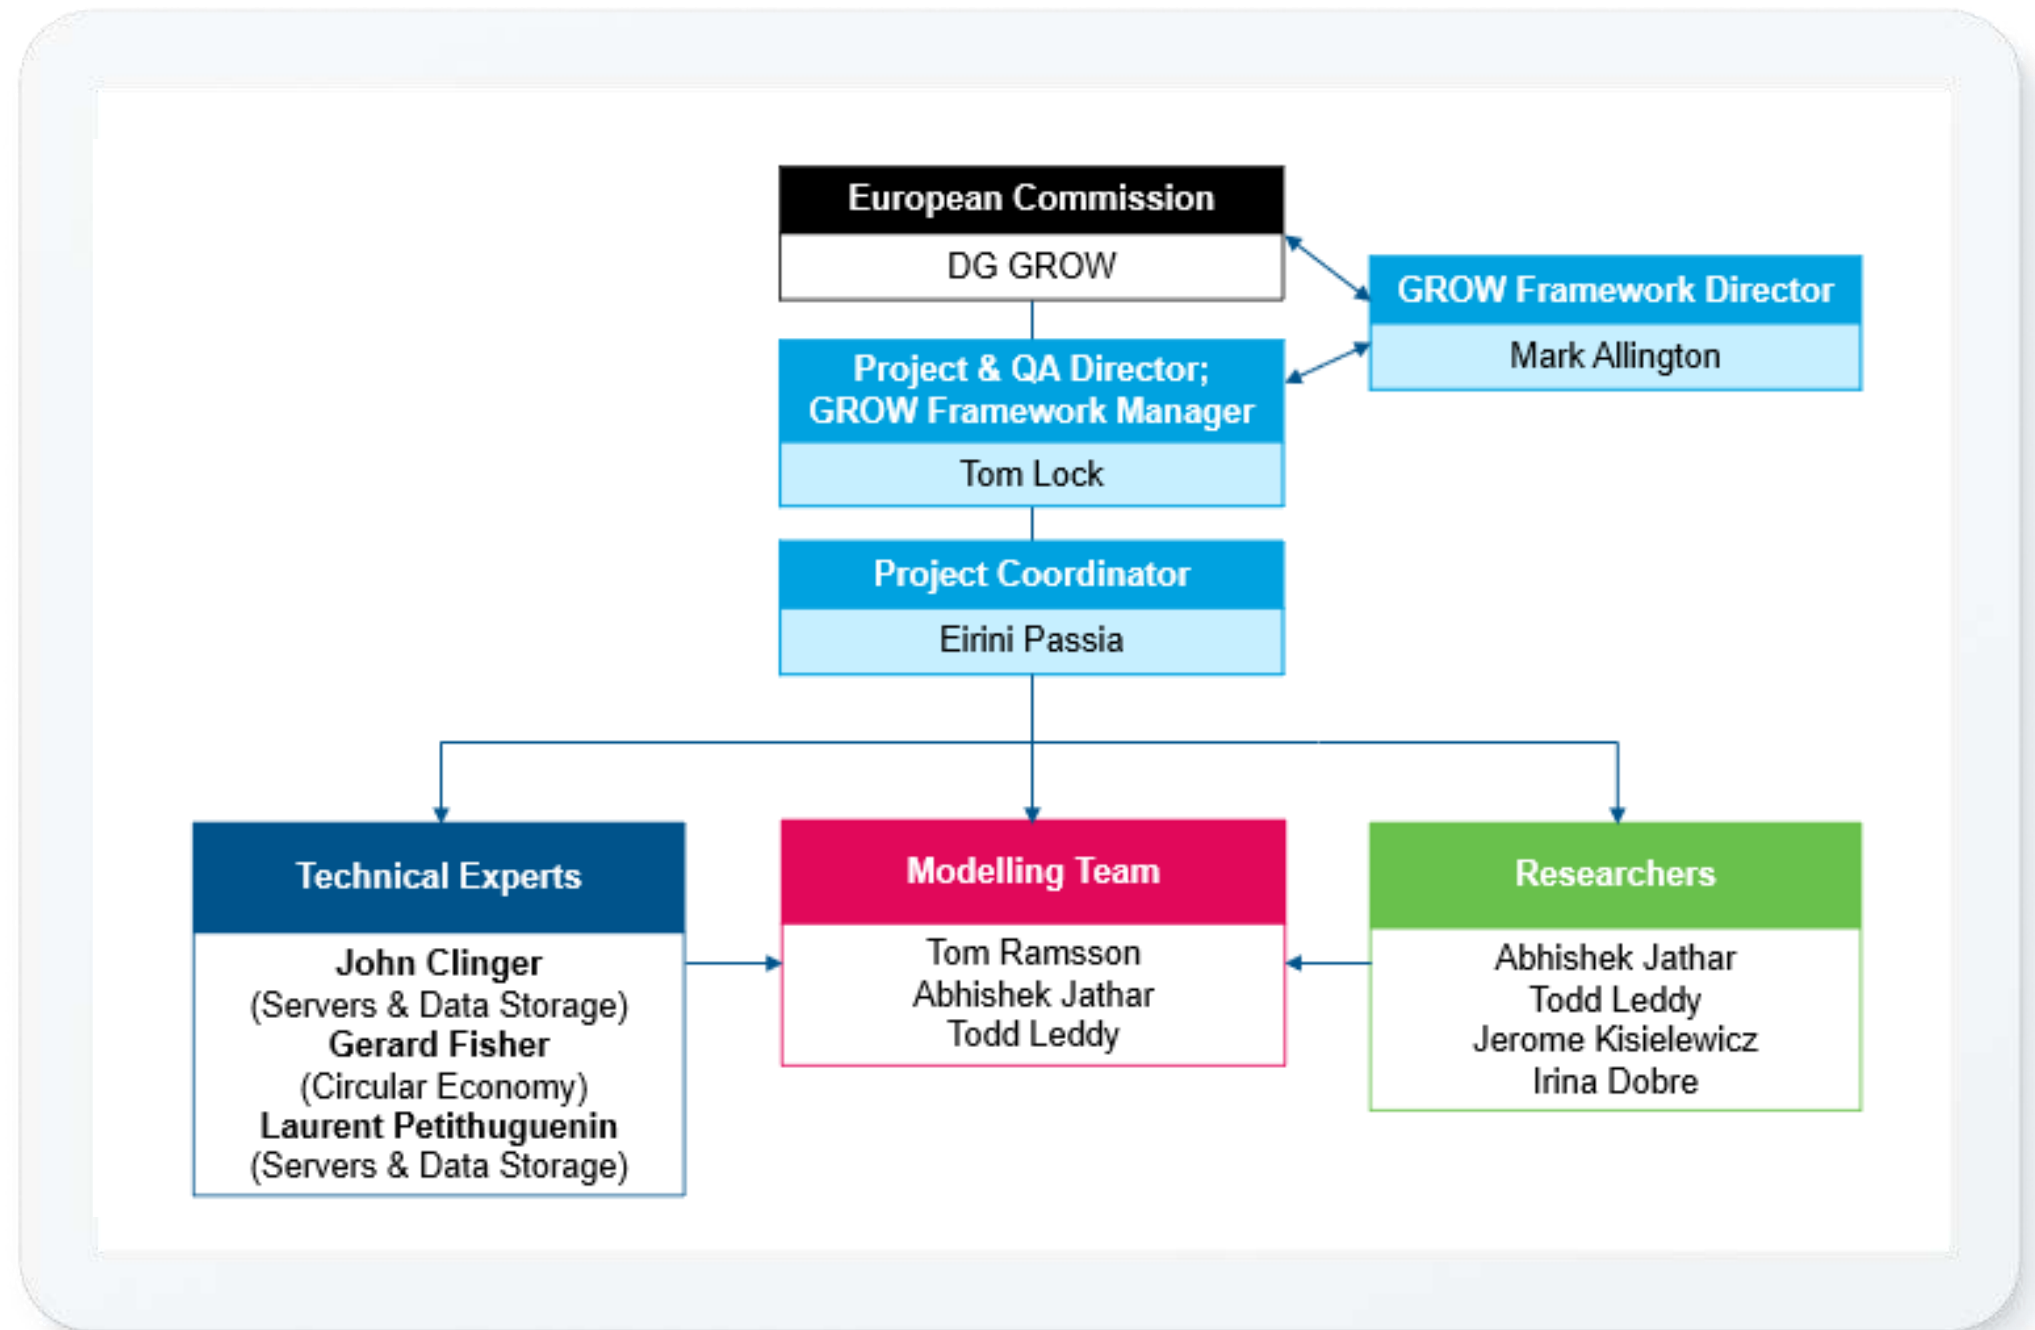 European Commission
DG GROW
GROW Framework Director
Mark Allington
Project & QA Director;
GROW Framework Manager
Tom Lock
Project Coordinator
Eirini Passia
Technical Experts
John Clinger
(Servers & Data Storage)
Gerard Fisher
(Circular Economy)
Laurent Petithuguenin
(Servers & Data Storage)
Modelling Team
Tom Ramsson
Abhishek Jathar
Todd Leddy
Researchers
Abhishek Jathar
Todd Leddy
Jerome Kisielewicz
Irina Dobre